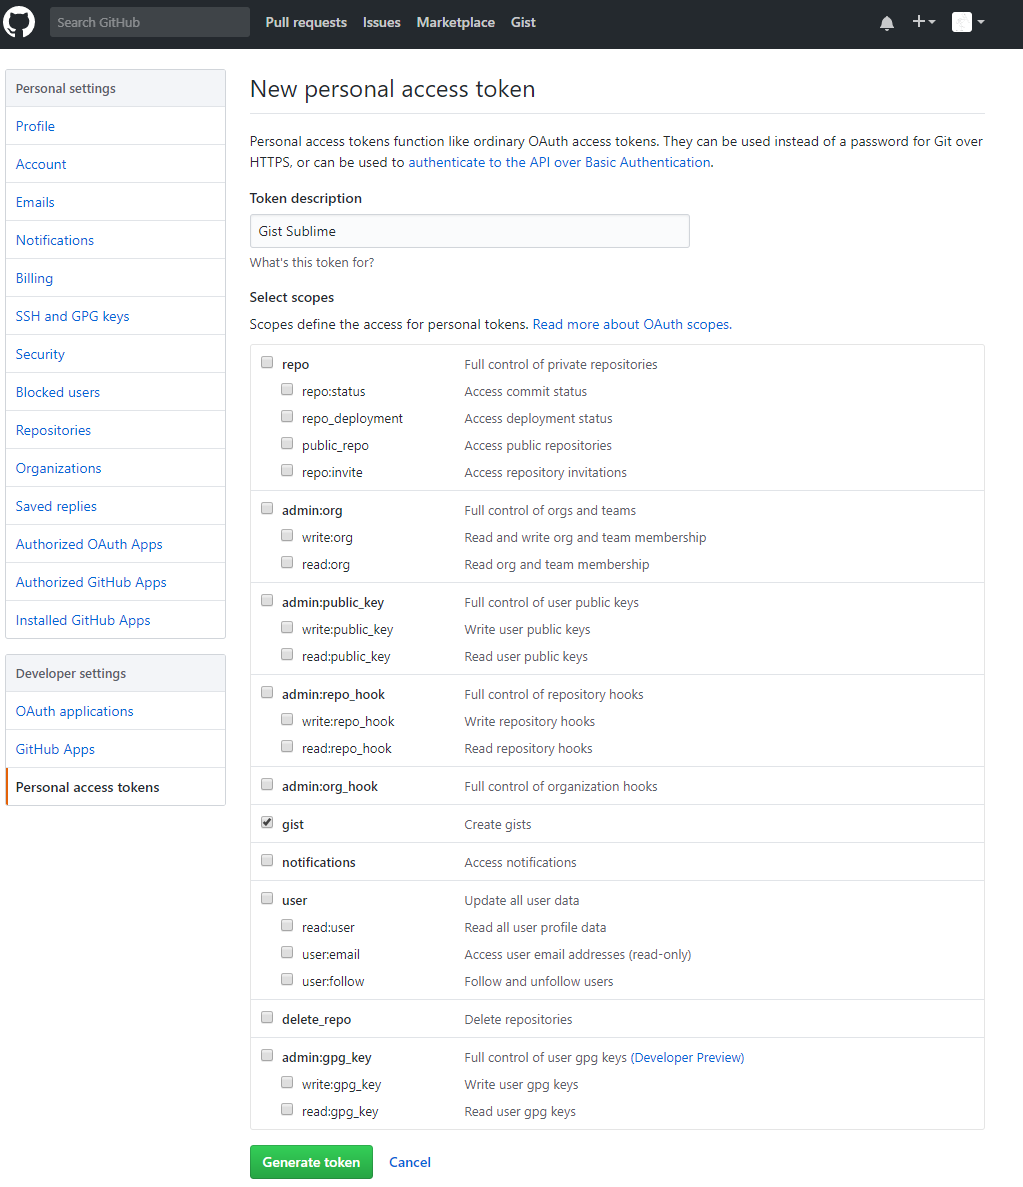 Search GitHub
Pull requests Issues Marketplace Gist
Personal settings
Profile
Account
Emails
Notifications
Billing
SSH and GPG keys
Security
Blocked users
Repositories
Organizations
Saved replies
Authorized OAuth Apps
Authorized GitHub Apps
Installed GitHub Apps
Developer settings
OAuth applications
GitHub Apps
Personal access tokens
New personal access token
Personal access tokens function like ordinary OAuth access tokens. They can be used instead of a password for Git over
HTTPS, or can be used to authenticate to the API over Basic Authentication.
Token description
Gist Sublime
What's this token for?
Select scopes
Scopes define the access for personal tokens. Read more about OAuth scopes.
repo Full control of private repositories
repo:status Access commit status
repo_deployment Access deployment status
public_repo Access public repositories
repo:invite Access repository invitations
admin:org Full control of orgs and teams
write:org Read and write org and team membership
read:org Read org and team membership
admin:public_key Full control of user public keys
write:public_key Write user public keys
read:public_key Read user public keys
admin:repo_hook Full control of repository hooks
write:repo_hook Write repository hooks
read:repo_hook Read repository hooks
admin:org_hook Full control of organization hooks
gist Create gists
notifications Access notifications
user Update all user data
read:user Read all user profile data
user:email Access user email addresses (read-only)
user:follow Follow and unfollow users
delete_repo Delete repositories
admin:gpg_key Full control of user gpg keys (Developer Preview)
write:gpg_key Write user gpg keys
read:gpg_key Read user gpg keys
Generate token Cancel